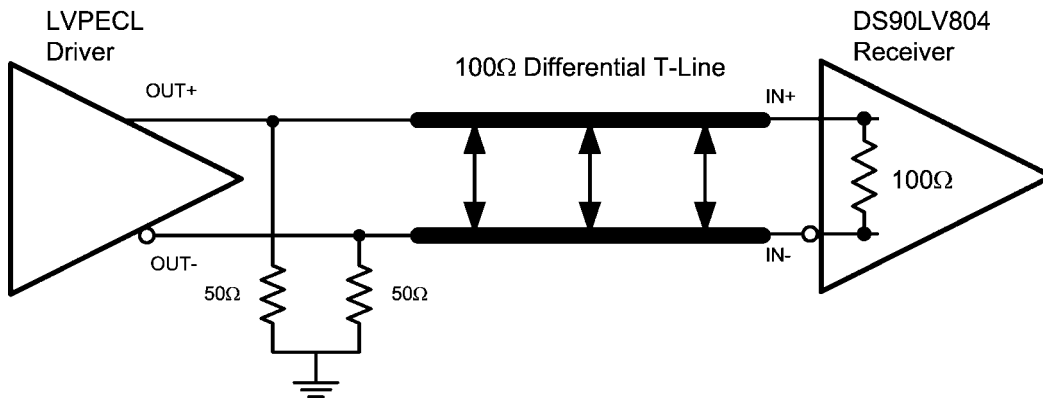 LVPECL
Driver
DS90LV804
Receiver
100Ω Differential T-Line
OUT+
IN+
100Ω
OUT-
IN-
50Ω
50Ω